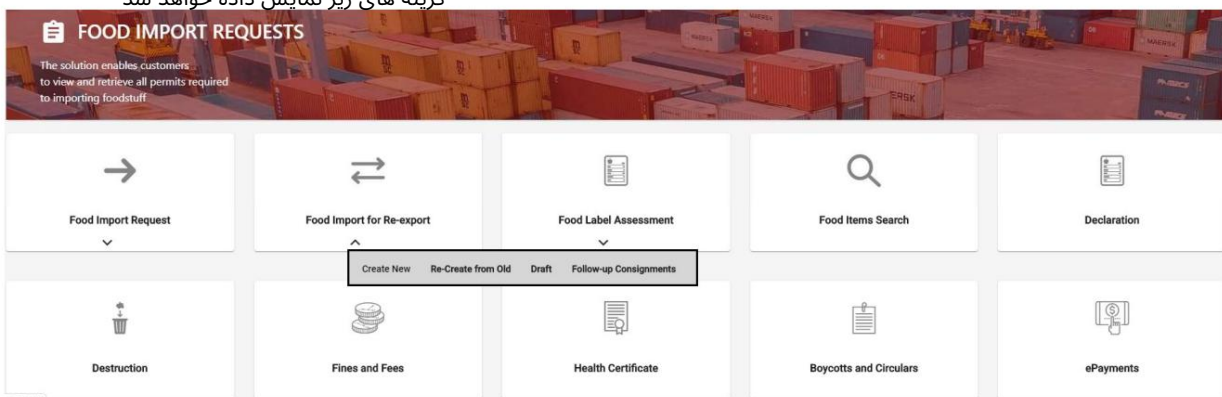 گزینه های زیر نمایش داده خواهد شد
FOOD IMPORT REQUESTS
The solution enables customers
to view and retrieve all permits required
to importing foodstuff
Food Import Request
Food Import for Re-export
Food Label Assessment
Food Items Search
Declaration
Create New Re-Create from Old Draft Follow-up Consignments
Destruction
Fines and Fees
Health Certificate
Boycotts and Circulars
ePayments